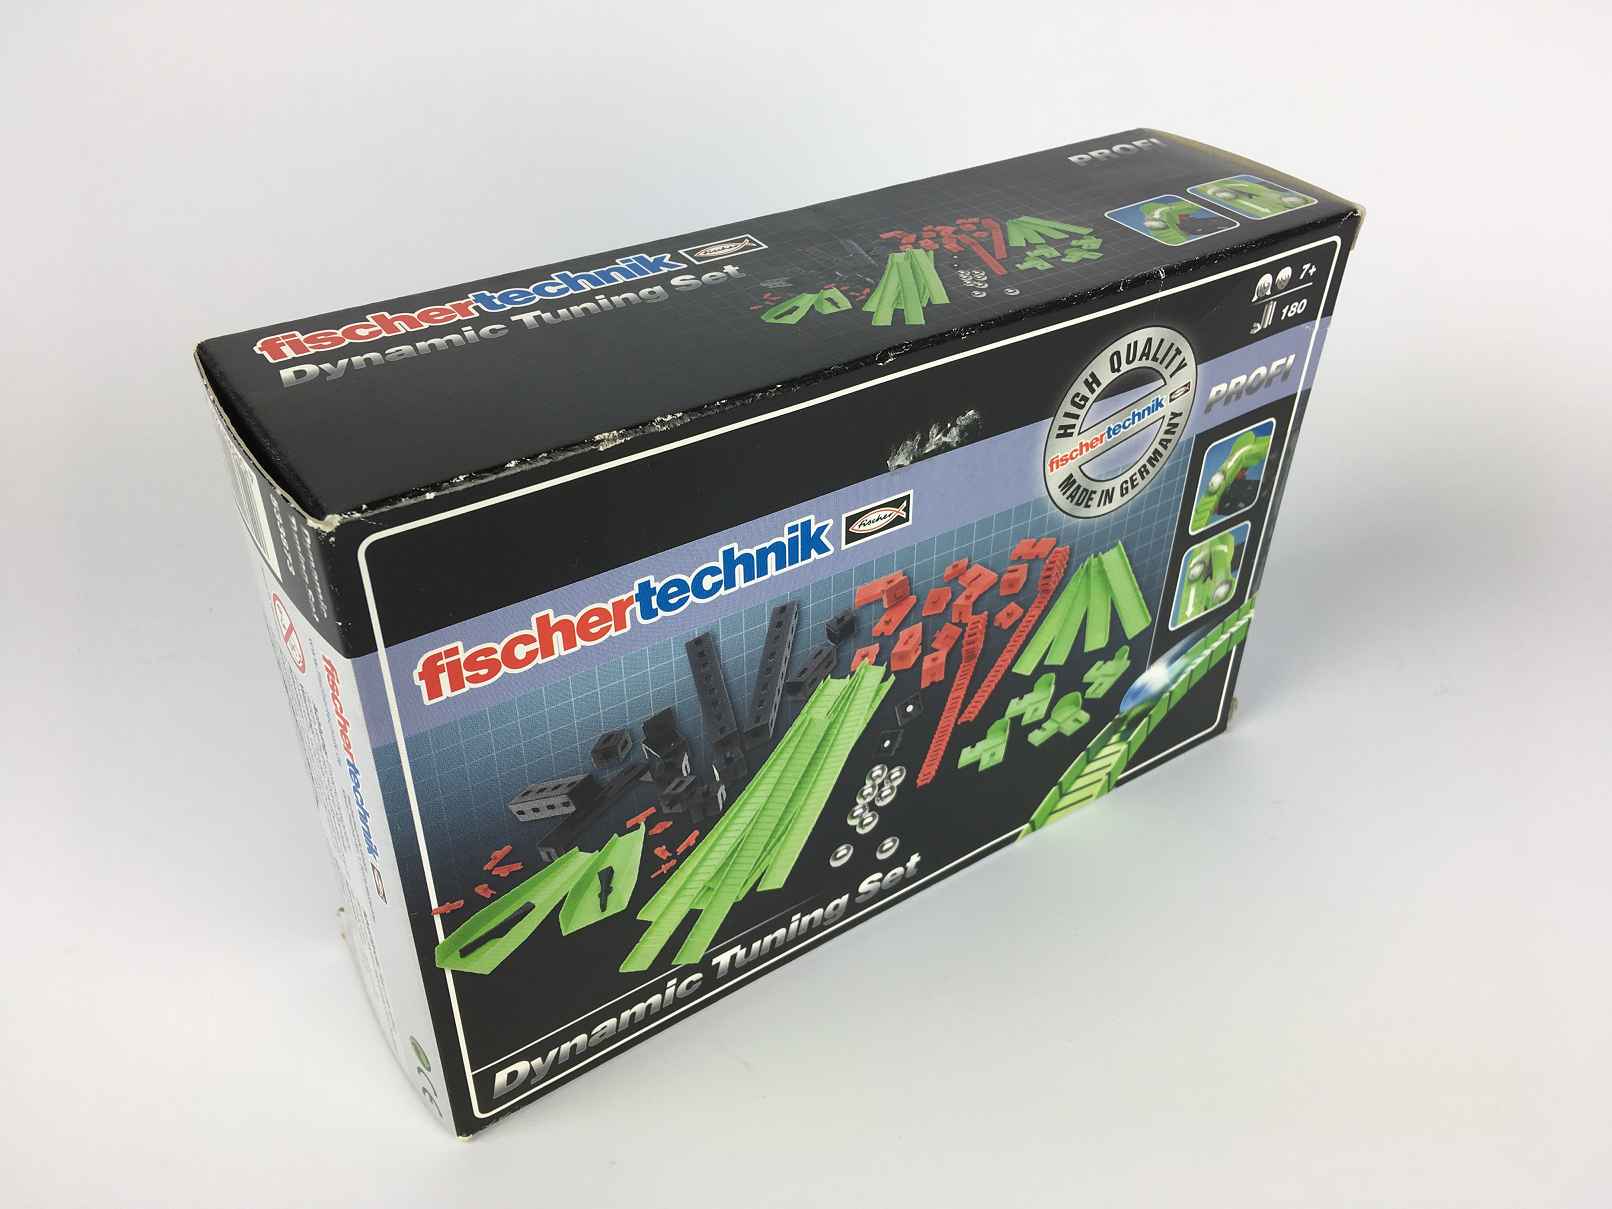 PROFI
fischertechnik
Dynamic Tuning Set
7+
180
HIGH QUALITY
fischertechnik
MADE IN GERMANY
PROFI
fischertechnik
fischer
Dynamic Tuning Set
fischertechnik